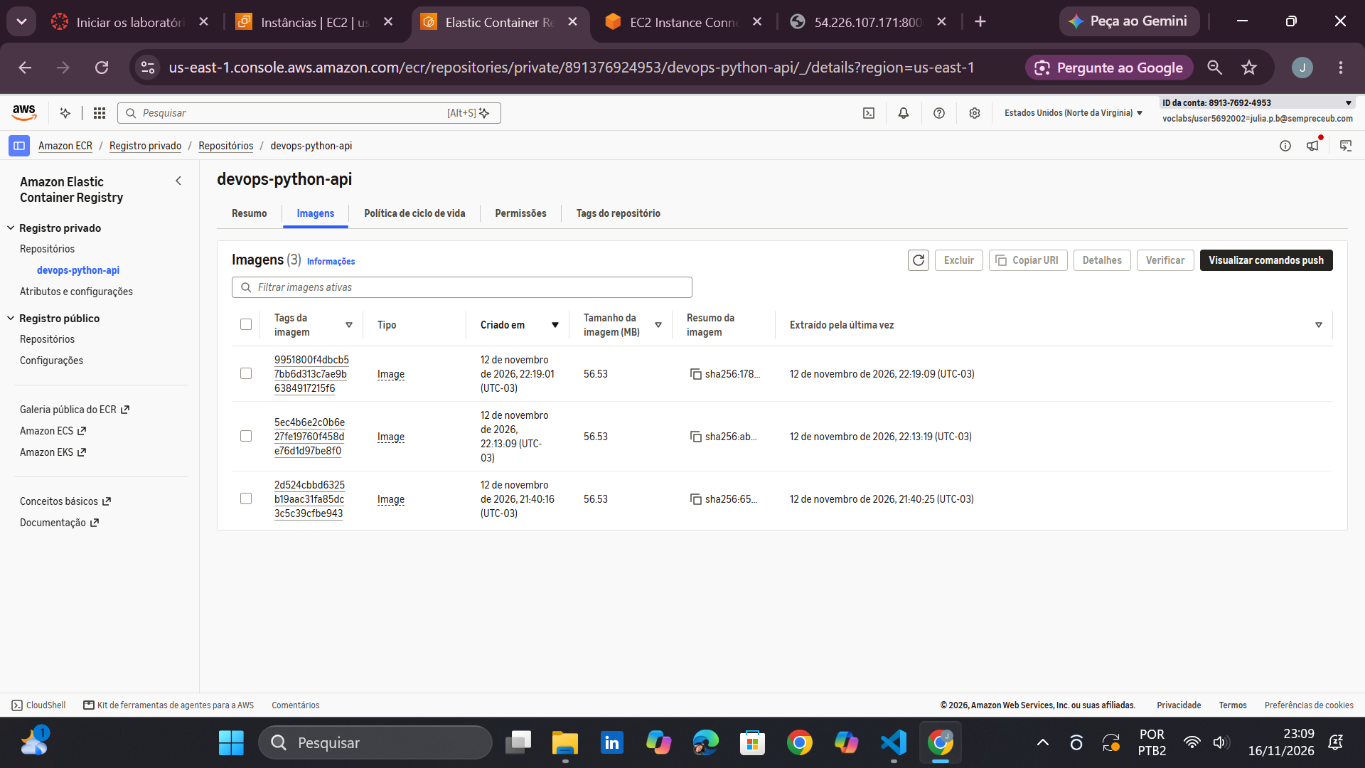 Iniciar os laboratóri
Instâncias | EC2 | us
Elastic Container Re
EC2 Instance Conn
54.226.107.171:800
Peça ao Gemini
us-east-1.console.aws.amazon.com/ecr/repositories/private/891376924953/devops-python-api/_/details?region=us-east-1
Pergunte ao Google
J
aws
Pesquisar
[Alt+S]
Estados Unidos (Norte da Virgínia)
ID da conta: 8913-7692-4953
voclabs/user5692002=julia.p.b@sempreceub.com
Amazon ECR / Registro privado / Repositórios / devops-python-api
Amazon Elastic
Container Registry
Registro privado
Repositórios
devops-python-api
Atributos e configurações
Registro público
Repositórios
Configurações
Galeria pública do ECR
Amazon ECS
Amazon EKS
Conceitos básicos
Documentação
devops-python-api
Resumo
Imagens
Política de ciclo de vida
Permissões
Tags do repositório
Imagens (3) Informações
Excluir
Copiar URI
Detalhes
Verificar
Visualizar comandos push
Filtrar imagens ativas
Tags da
imagem
Tipo
Criado em
Tamanho da
imagem (MB)
Resumo da
imagem
Extraído pela última vez
9951800f4dbcb5
7bb6d313c7ae9b
6384917215f6
Image
12 de novembro
de 2026, 22:19:01
(UTC-03)
56.53
sha256:178...
12 de novembro de 2026, 22:19:09 (UTC-03)
5ec4b6e2c0b6e
27fe19760f458d
e76d1d97be8f0
Image
12 de novembro
de 2026,
22:13:09 (UTC-
03)
56.53
sha256:ab...
12 de novembro de 2026, 22:13:19 (UTC-03)
2d524cbbd6325
b19aac31fa85dc
3c5c39cfbe943
Image
12 de novembro
de 2026, 21:40:16
(UTC-03)
56.53
sha256:65...
12 de novembro de 2026, 21:40:25 (UTC-03)
CloudShell
Kit de ferramentas de agentes para a AWS
Comentários
© 2026, Amazon Web Services, Inc. ou suas afiliadas.
Privacidade
Termos
Preferências de cookies
1
Pesquisar
POR
PTB2
23:09
16/11/2026